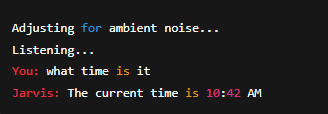 Adjusting for ambient noise...
Listening...
You: what time is it
Jarvis: The current time is 10:42 AM